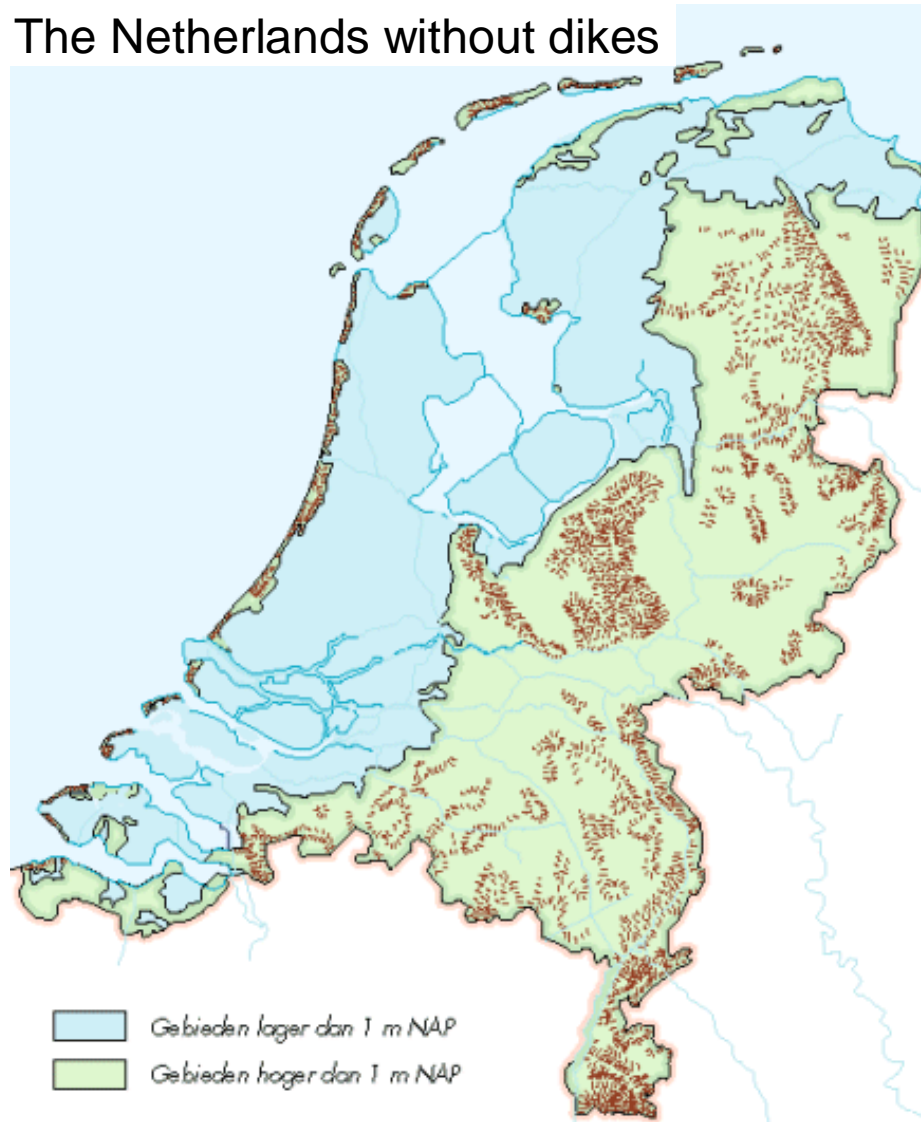 The Netherlands without dikes
Gebieden lager dan 1 m NAP
Gebieden hoger dan 1 m NAP